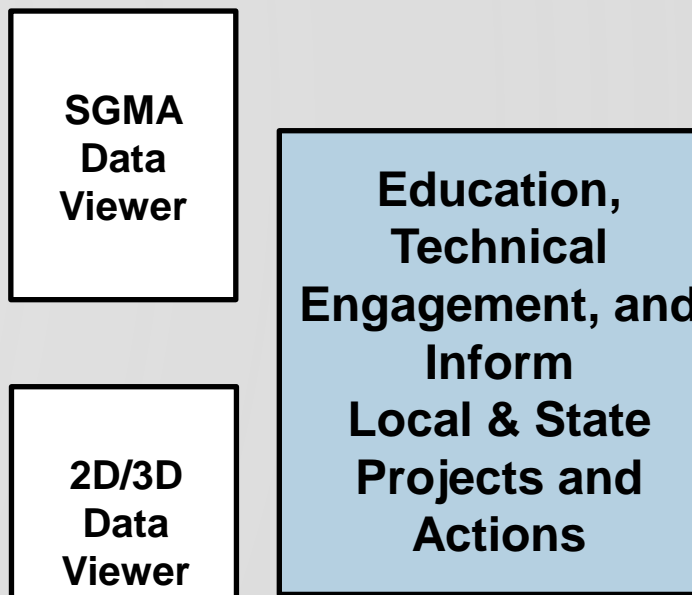 SGMA
Data
Viewer
Education,
Technical
Engagement, and
Inform
Local & State
Projects and
Actions
2D/3D
Data
Viewer